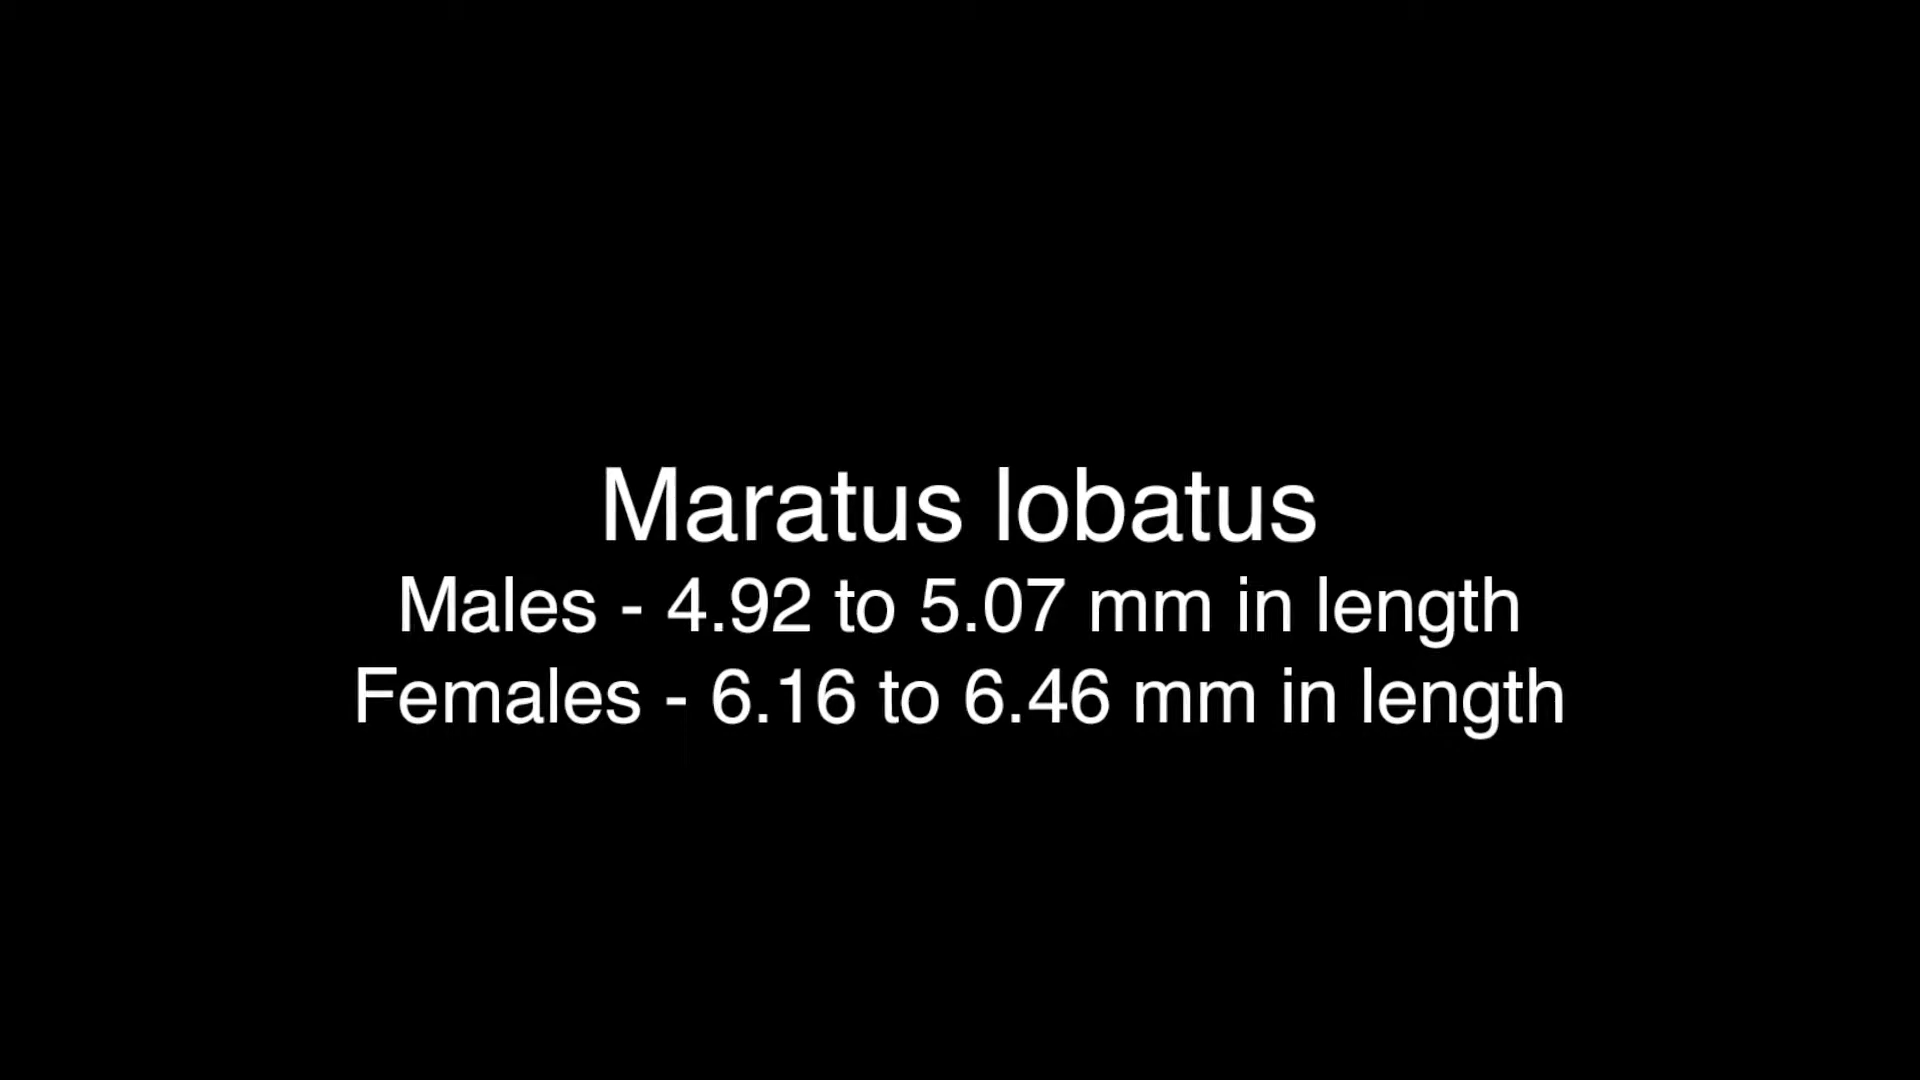 Maratus lobatus
Males - 4.92 to 5.07 mm in length
Females - 6.16 to 6.46 mm in length